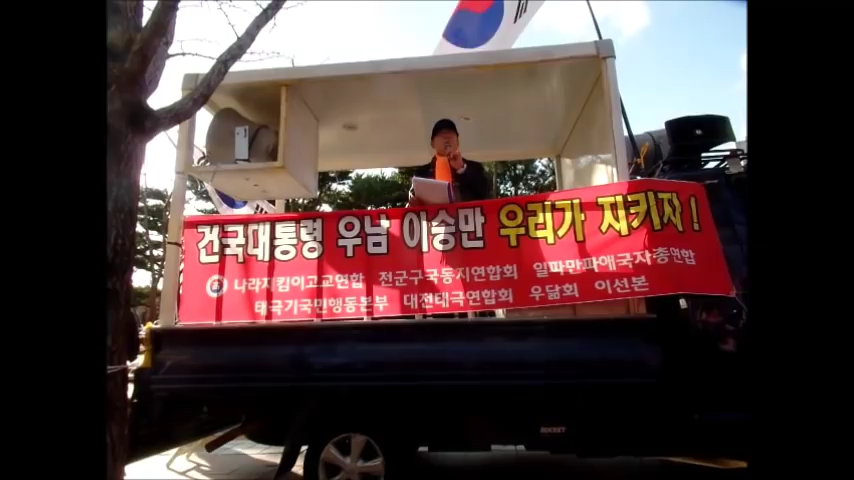 건국대통령 우남 이승만 우리가 지키자!
나라지킴이고교연합 전군구국동지연합회 일파만파애국자총연합
태극기국민행동본부 대전태극연합회 우담회 이선본
ROCKET